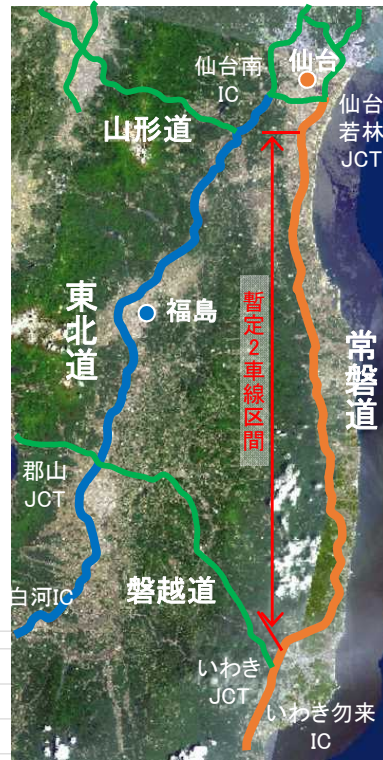 仙台南
IC
仙台
仙台
若林
JCT
山形道
東北道
福島
暫定2車線区間
常磐道
郡山
JCT
白河IC
磐越道
いわき
JCT
いわき勿来
IC